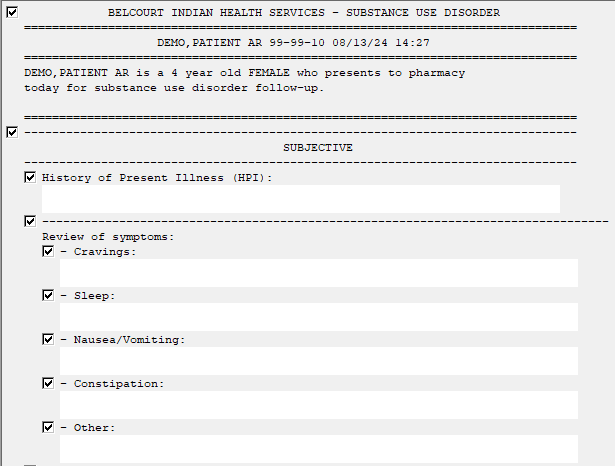 BELCOURT INDIAN HEALTH SERVICES - SUBSTANCE USE DISORDER
===============================================================================
DEMO,PATIENT AR 99-99-10 08/13/24 14:27
===============================================================================
DEMO,PATIENT AR is a 4 year old FEMALE who presents to pharmacy
today for substance use disorder follow-up.
===============================================================================
-------------------------------------------------------------------------------
SUBJECTIVE
-------------------------------------------------------------------------------
History of Present Illness (HPI):
---------------------------------------------------------------------------------
Review of symptoms:
- Cravings:
- Sleep:
- Nausea/Vomiting:
- Constipation:
- Other: